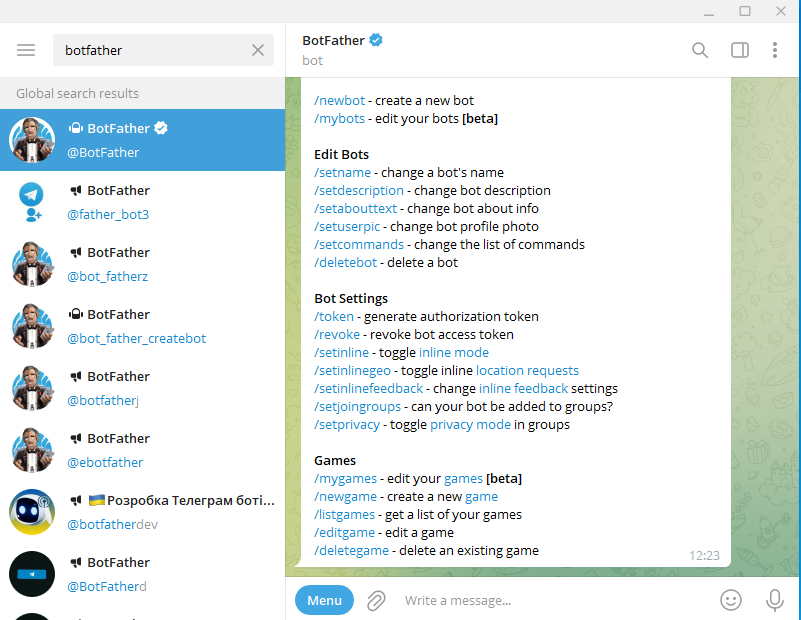 botfather
Global search results
BotFather
@BotFather
BotFather
@father_bot3
BotFather
@bot_fatherz
BotFather
@bot_father_createbot
BotFather
@botfatherj
BotFather
@ebotfather
Розробка Телеграм боті...
@botfatherdev
BotFather
@BotFatherd
BotFather
bot
/newbot - create a new bot
/mybots - edit your bots [beta]
Edit Bots
/setname - change a bot's name
/setdescription - change bot description
/setabouttext - change bot about info
/setuserpic - change bot profile photo
/setcommands - change the list of commands
/deletebot - delete a bot
Bot Settings
/token - generate authorization token
/revoke - revoke bot access token
/setinline - toggle inline mode
/setinlinegeo - toggle inline location requests
/setinlinefeedback - change inline feedback settings
/setjoingroups - can your bot be added to groups?
/setprivacy - toggle privacy mode in groups
Games
/mygames - edit your games [beta]
/newgame - create a new game
/listgames - get a list of your games
/editgame - edit a game
/deletegame - delete an existing game
12:23
Menu
Write a message...